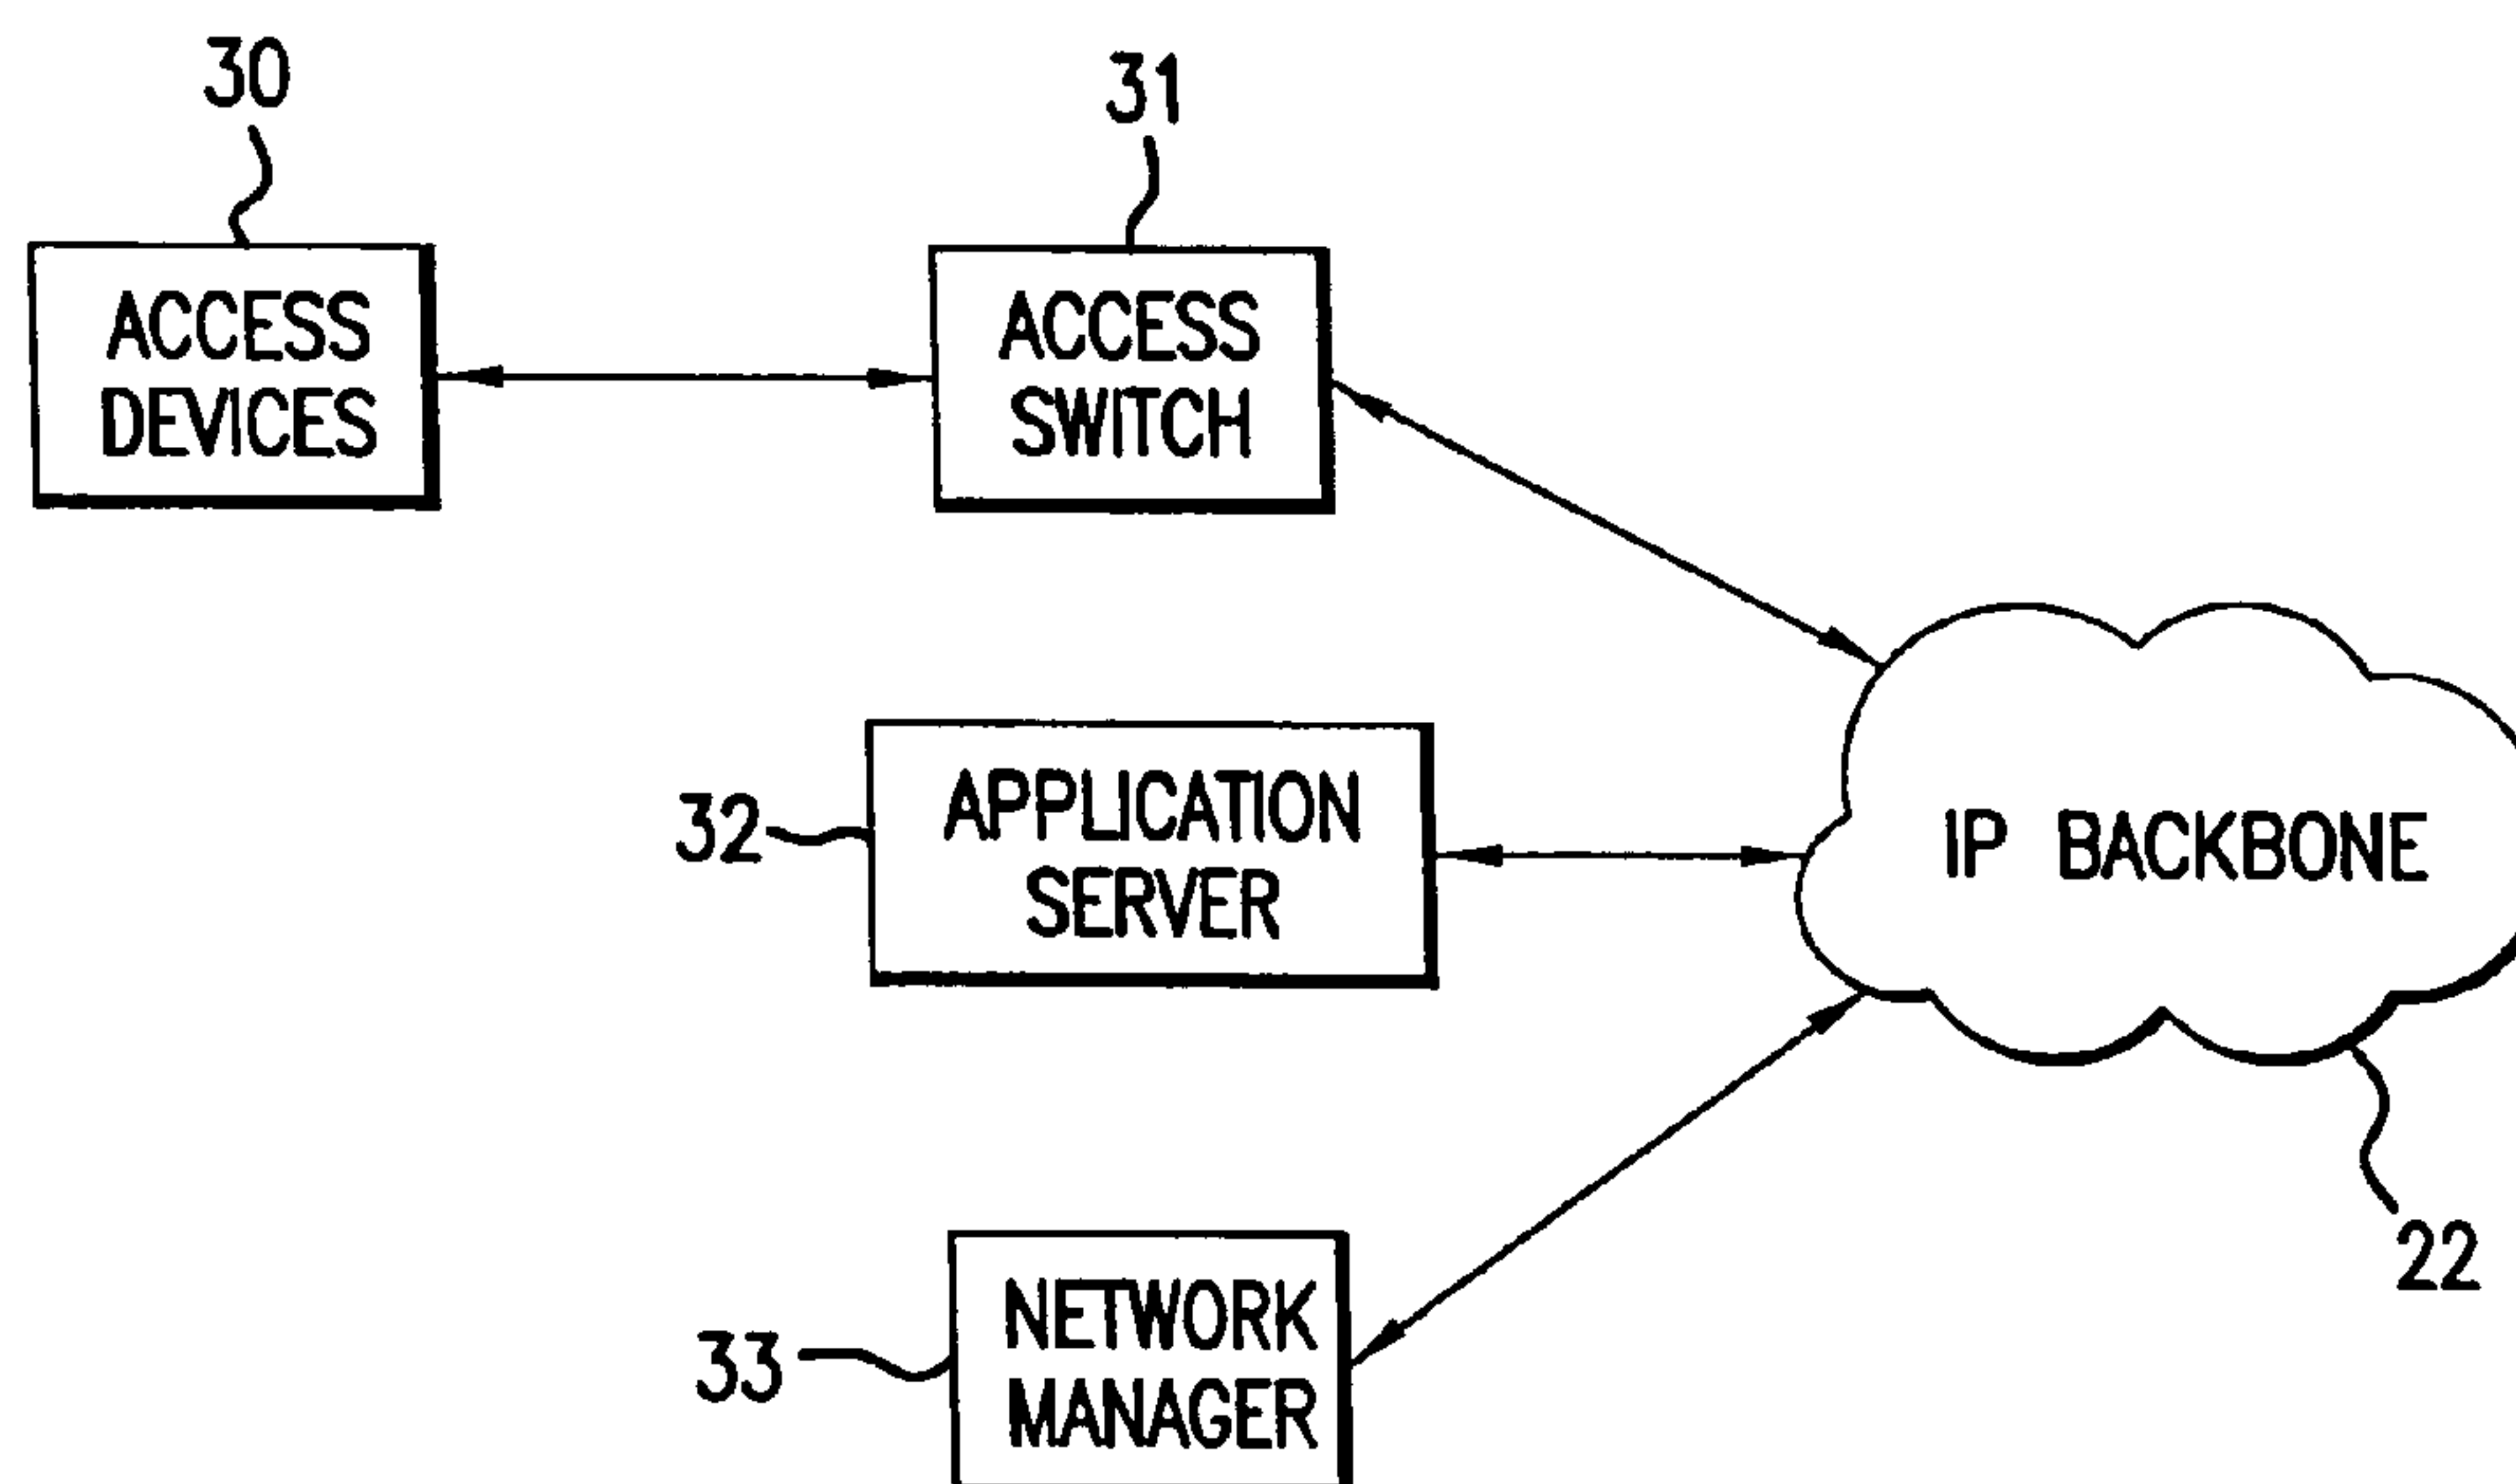 30
31
ACCESS
DEVICES
ACCESS
SWITCH
32
APPLICATION
SERVER
IP BACKBONE
22
33
NETWORK
MANAGER